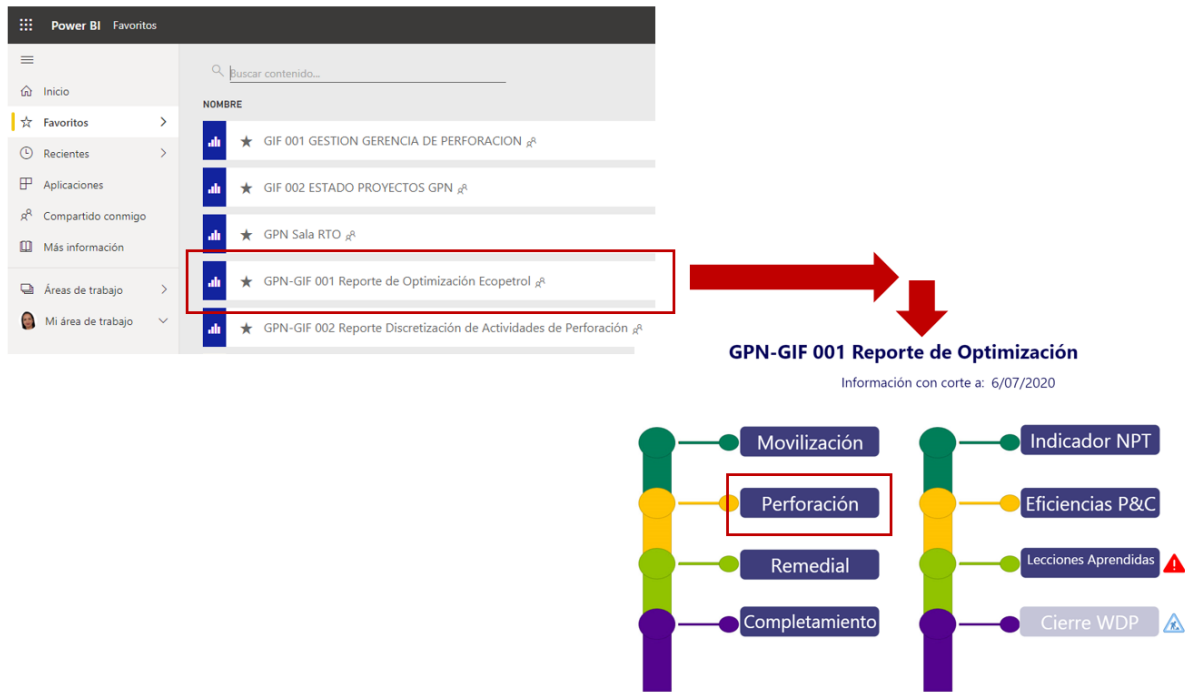 Power BI Favoritos
Buscar contenido...
Inicio
Favoritos
Recientes
Aplicaciones
Compartido conmigo
Más información
Áreas de trabajo
Mi área de trabajo
NOMBRE
GIF 001 GESTION GERENCIA DE PERFORACION
GIF 002 ESTADO PROYECTOS GPN
GPN Sala RTO
GPN-GIF 001 Reporte de Optimización Ecopetrol
GPN-GIF 002 Reporte Discretización de Actividades de Perforación
GPN-GIF 001 Reporte de Optimización
Información con corte a: 6/07/2020
Movilización
Perforación
Remedial
Completamiento
Indicador NPT
Eficiencias P&C
Lecciones Aprendidas
Cierre WDP